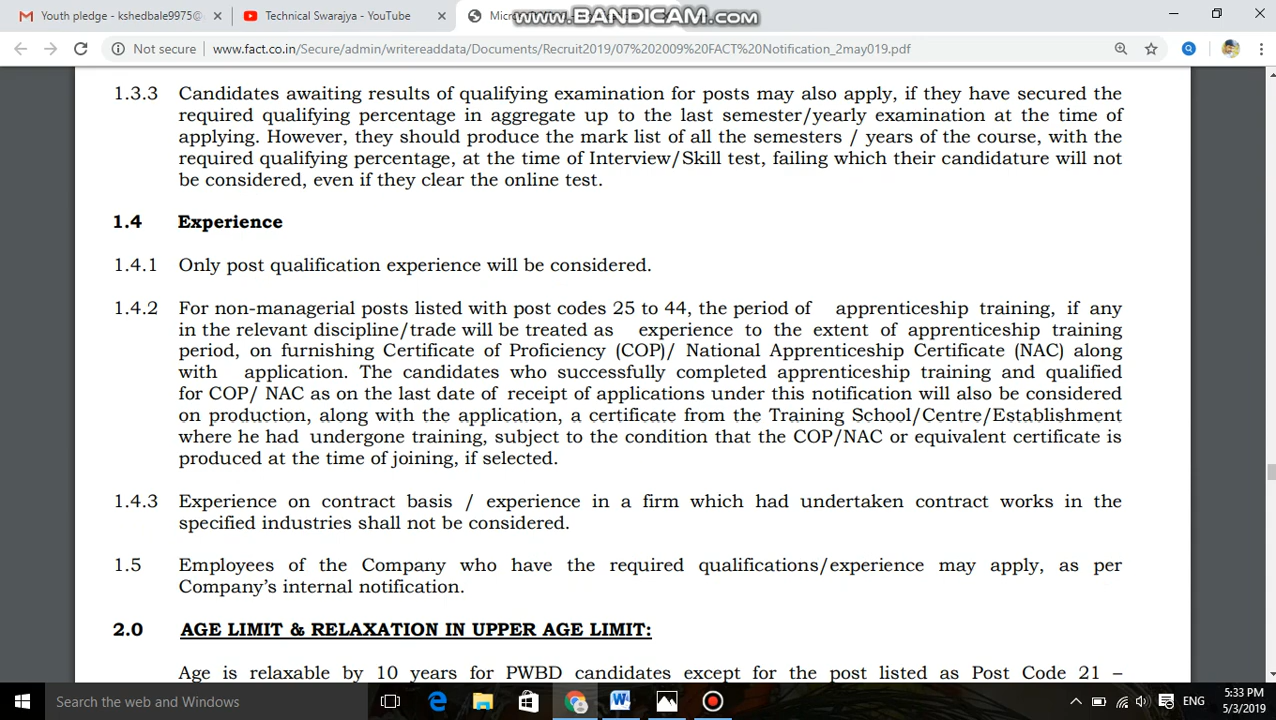 Youth pledge - kshedbale9975@
Technical Swarajya - YouTube
Micro
www.BANDICAM.com
Not secure
www.fact.co.in/Secure/admin/writereaddata/Documents/Recruit2019/07%202009%20FACT%20Notification_2may019.pdf
1.3.3 Candidates awaiting results of qualifying examination for posts may also apply, if they have secured the
required qualifying percentage in aggregate up to the last semester/yearly examination at the time of
applying. However, they should produce the mark list of all the semesters / years of the course, with the
required qualifying percentage, at the time of Interview/Skill test, failing which their candidature will not
be considered, even if they clear the online test.
1.4 Experience
1.4.1 Only post qualification experience will be considered.
1.4.2 For non-managerial posts listed with post codes 25 to 44, the period of apprenticeship training, if any
in the relevant discipline/trade will be treated as experience to the extent of apprenticeship training
period, on furnishing Certificate of Proficiency (COP)/ National Apprenticeship Certificate (NAC) along
with application. The candidates who successfully completed apprenticeship training and qualified
for COP/ NAC as on the last date of receipt of applications under this notification will also be considered
on production, along with the application, a certificate from the Training School/Centre/Establishment
where he had undergone training, subject to the condition that the COP/NAC or equivalent certificate is
produced at the time of joining, if selected.
1.4.3 Experience on contract basis / experience in a firm which had undertaken contract works in the
specified industries shall not be considered.
1.5 Employees of the Company who have the required qualifications/experience may apply, as per
Company's internal notification.
2.0 AGE LIMIT & RELAXATION IN UPPER AGE LIMIT:
Age is relaxable by 10 years for PWBD candidates except for the post listed as Post Code 21 –
Search the web and Windows
ENG
5:33 PM
5/3/2019